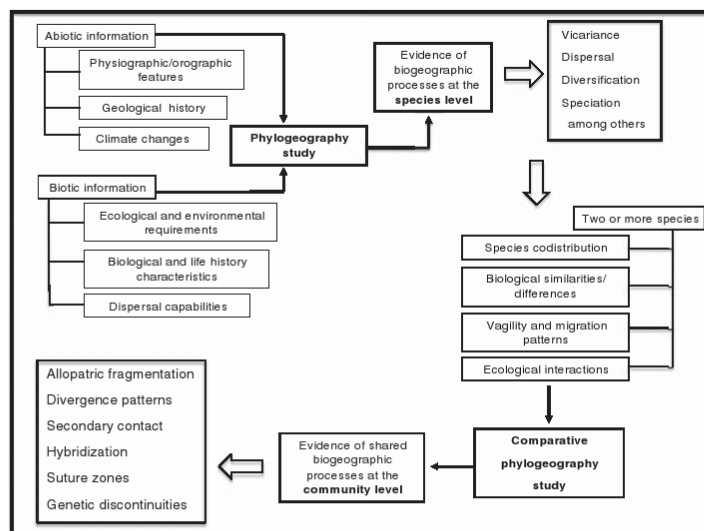 Abiotic information
Physiographic/orographic
features
Geological history
Climate changes
Biotic information
Ecological and environmental
requirements
Biological and life history
characteristics
Dispersal capabilities
Phylogeography
study
Evidence of
biogeographic
processes at the
species level
Vicariance
Dispersal
Diversification
Speciation
among others
Two or more species
Species codistribution
Biological similarities/
differences
Vagility and migration
patterns
Ecological interactions
Comparative
phylogeography
study
Evidence of shared
biogeographic
processes at the
community level
Allopatric fragmentation
Divergence patterns
Secondary contact
Hybridization
Suture zones
Genetic discontinuities